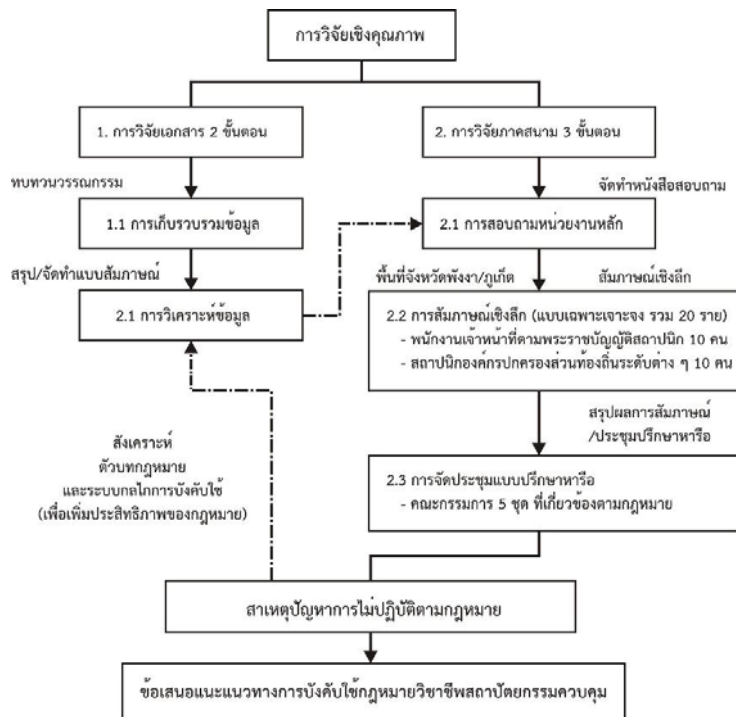 การวิจัยเชิงคุณภาพ
1. การวิจัยเอกสาร 2 ขั้นตอน
2. การวิจัยภาคสนาม 3 ขั้นตอน
ทบทวนวรรณกรรม
จัดทำหนังสือสอบถาม
1.1 การเก็บรวบรวมข้อมูล
2.1 การสอบถามหน่วยงานหลัก
สรุป/จัดทำแบบสัมภาษณ์
พื้นที่จังหวัดพังงา/ภูเก็ต
สัมภาษณ์เชิงลึก
2.1 การวิเคราะห์ข้อมูล
2.2 การสัมภาษณ์เชิงลึก (แบบเฉพาะเจาะจง รวม 20 ราย)
- พนักงานเจ้าหน้าที่ตามพระราชบัญญัติสถาปนิก 10 คน
- สถาปนิกองค์กรปกครองส่วนท้องถิ่นระดับต่าง ๆ 10 คน
สรุปผลการสัมภาษณ์
/ประชุมปรึกษาหารือ
สังเคราะห์
ตัวบทกฎหมาย
และระบบกลไกการบังคับใช้
(เพื่อเพิ่มประสิทธิภาพของกฎหมาย)
2.3 การจัดประชุมแบบปรึกษาหารือ
- คณะกรรมการ 5 ชุด ที่เกี่ยวข้องตามกฎหมาย
สาเหตุปัญหาการไม่ปฏิบัติตามกฎหมาย
ข้อเสนอแนะแนวทางการบังคับใช้กฎหมายวิชาชีพสถาปัตยกรรมควบคุม